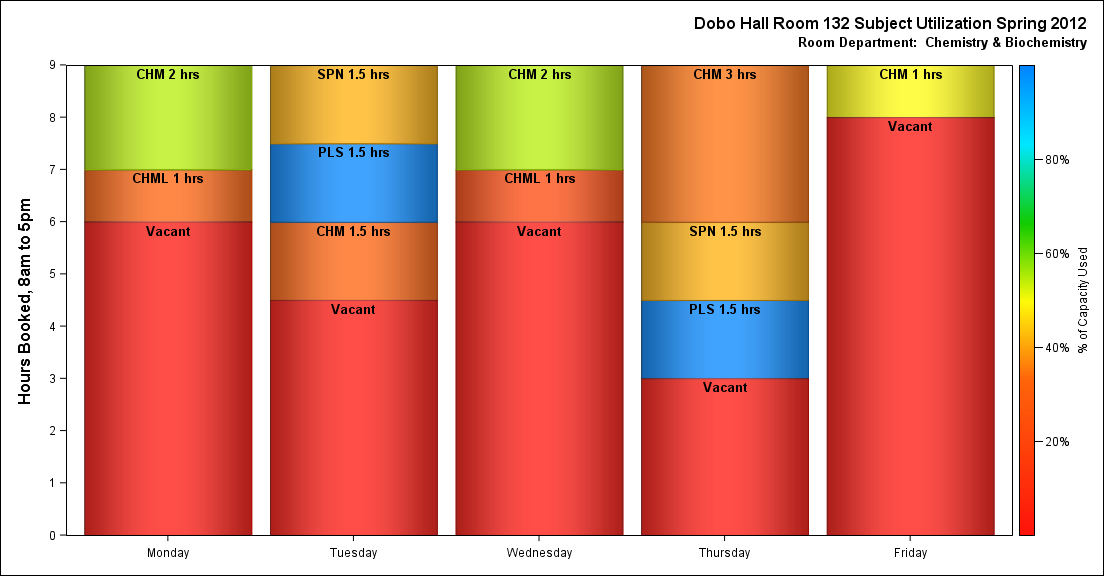 Dobo Hall Room 132 Subject Utilization Spring 2012
Room Department: Chemistry & Biochemistry
Hours Booked, 8am to 5pm
9
8
7
6
5
4
3
2
1
0
CHM 2 hrs
CHML 1 hrs
Vacant
SPN 1.5 hrs
PLS 1.5 hrs
CHM 1.5 hrs
Vacant
CHM 2 hrs
CHML 1 hrs
Vacant
CHM 3 hrs
SPN 1.5 hrs
PLS 1.5 hrs
Vacant
CHM 1 hrs
Vacant
Monday
Tuesday
Wednesday
Thursday
Friday
80%
60%
40%
20%
% of Capacity Used